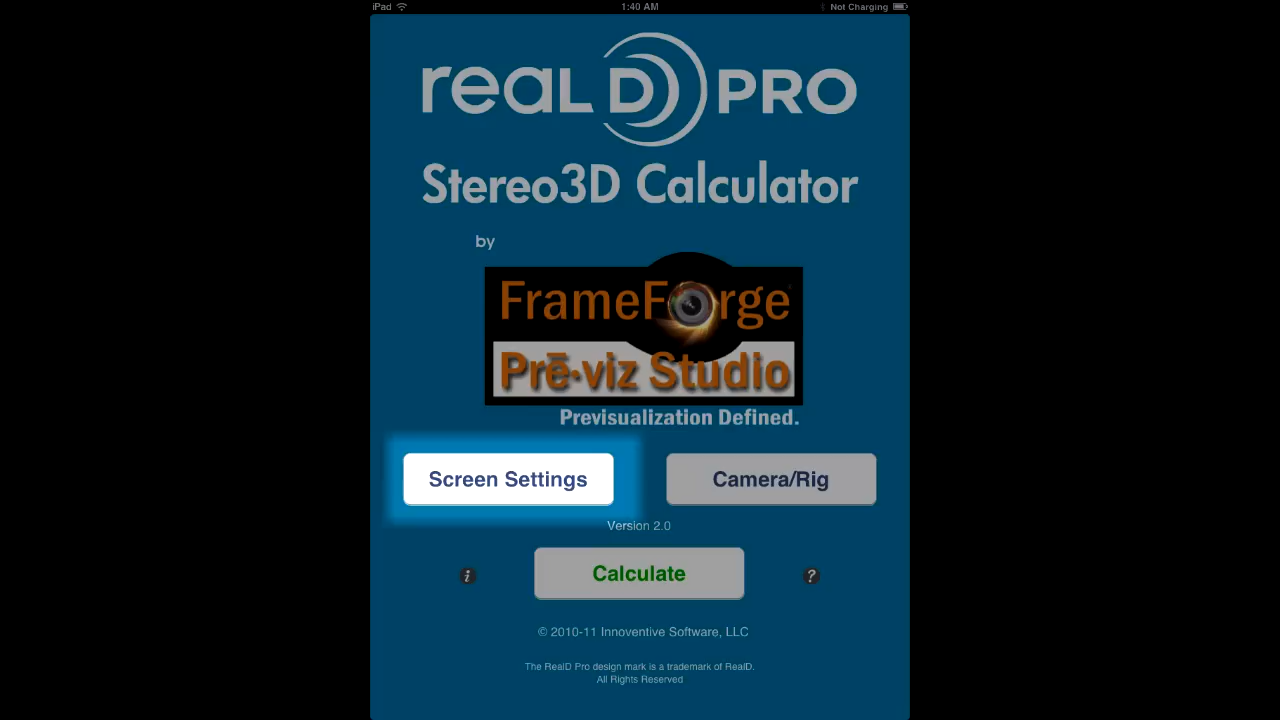 iPad 1:40 AM Not Charging
real D PRO
Stereo3D Calculator
by
FrameForge
Prē·viz Studio
Previsualization Defined.
Screen Settings Camera/Rig
Version 2.0
i Calculate ?
© 2010-11 Innoventive Software, LLC
The RealD Pro design mark is a trademark of RealD.
All Rights Reserved